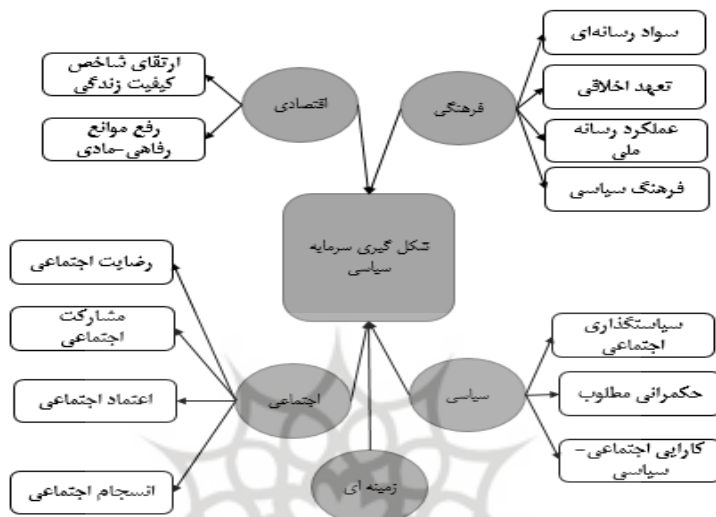 سواد رسانه‌ای
تعهد اخلاقی
عملکرد رسانه
ملی
فرهنگ سیاسی
فرهنگی
اقتصادی
ارتقای شاخص
کیفیت زندگی
رفع موانع
رفاهی-مادی
شکل گیری سرمایه
سیاسی
سیاستگذاری
اجتماعی
حکمرانی مطلوب
کارایی اجتماعی-
سیاسی
سیاسی
زمینه ای
اجتماعی
رضایت اجتماعی
مشارکت
اجتماعی
اعتماد اجتماعی
انسجام اجتماعی